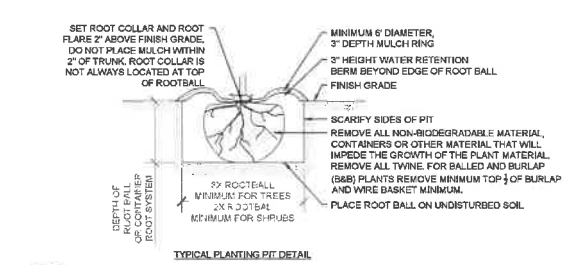 SET ROOT COLLAR AND ROOT
FLARE 2" ABOVE FINISH GRADE,
DO NOT PLACE MULCH WITHIN
2" OF TRUNK. ROOT COLLAR IS
NOT ALWAYS LOCATED AT TOP
OF ROOTBALL
MINIMUM 6' DIAMETER,
3" DEPTH MULCH RING
3" HEIGHT WATER RETENTION
BERM BEYOND EDGE OF ROOT BALL
FINISH GRADE
SCARIFY SIDES OF PIT
REMOVE ALL NON-BIODEGRADABLE MATERIAL,
CONTAINERS OR OTHER MATERIAL THAT WILL
IMPEDE THE GROWTH OF THE PLANT MATERIAL.
REMOVE ALL TWINE. FOR BALLED AND BURLAP
(B&B) PLANTS REMOVE MINIMUM TOP OF BURLAP
AND WIRE BASKET MINIMUM.
PLACE ROOT BALL ON UNDISTURBED SOIL
DEPTH OF
ROOT BALL
OR CONTAINER
ROOT SYSTEM
ROOTBALL
MINIMUM FOR TREES
2X ROOTBAL
MINIMUM FOR SHRUBS
TYPICAL PLANTING PIT DETAIL